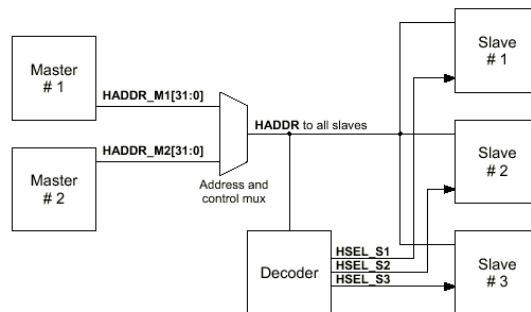 Master
# 1
HADDR_M1[31:0]
Master
# 2
HADDR_M2[31:0]
Address and
control mux
HADDR to all slaves
Decoder
HSEL_S1
HSEL_S2
HSEL_S3
Slave
# 1
Slave
# 2
Slave
# 3